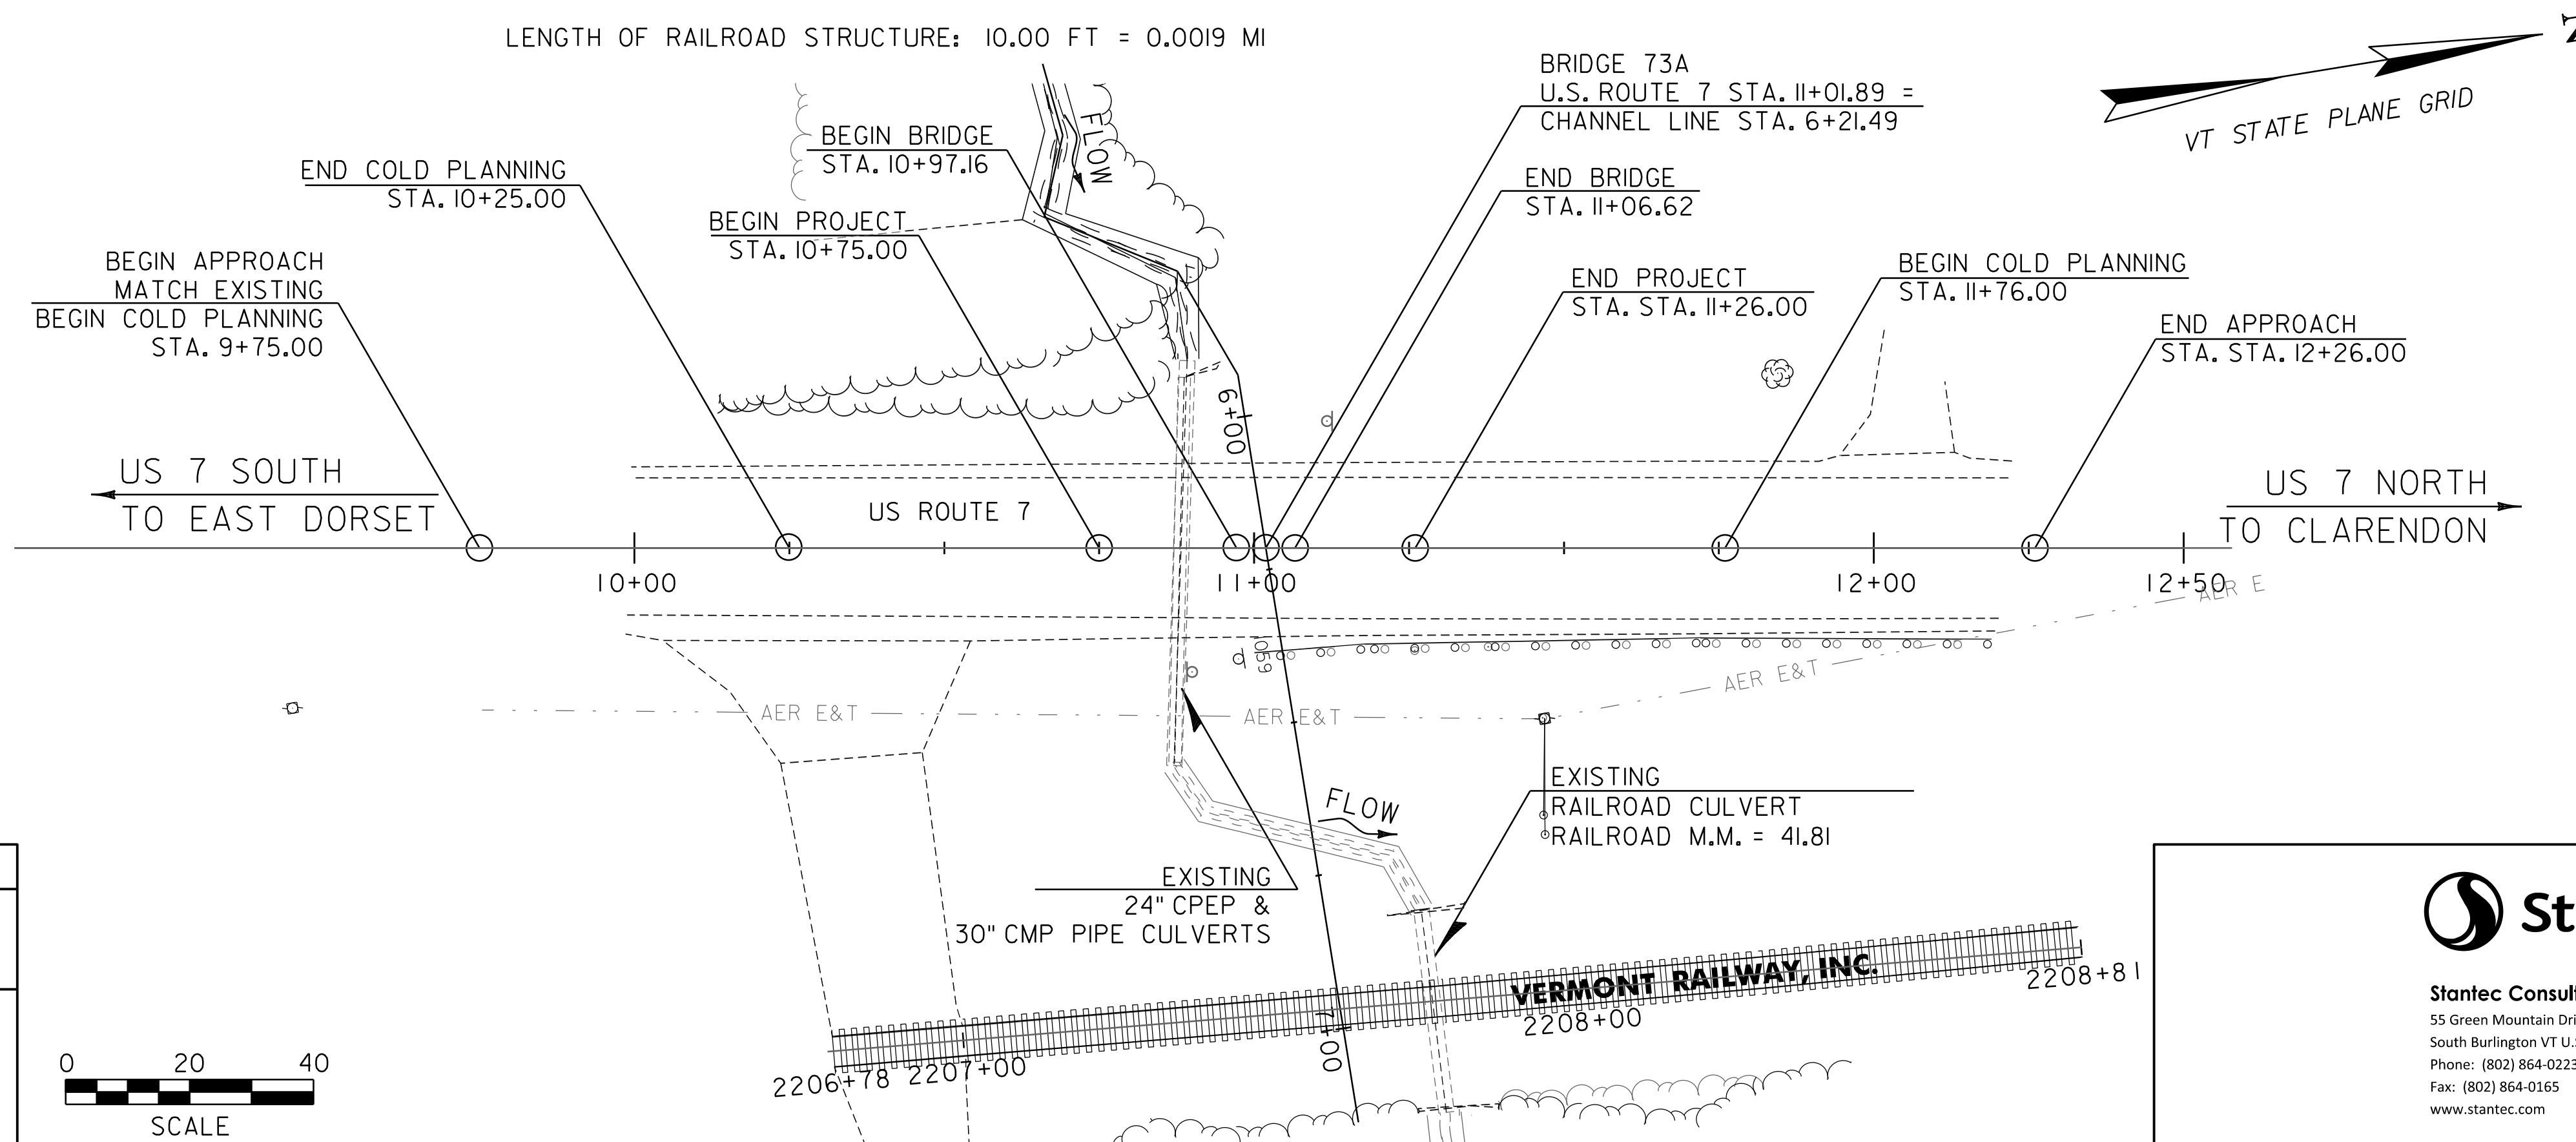 LENGTH OF RAILROAD STRUCTURE: 10.00 FT = 0.0019 MI
BRIDGE 73A
U.S. ROUTE 7 STA. 11+01.89 =
CHANNEL LINE STA. 6+21.49
VT STATE PLANE GRID
FLOW
BEGIN BRIDGE
STA. 10+97.16
END COLD PLANNING
STA. 10+25.00
END BRIDGE
STA. 11+06.62
BEGIN PROJECT
STA. 10+75.00
BEGIN APPROACH
MATCH EXISTING
BEGIN COLD PLANNING
STA. 9+75.00
END PROJECT
STA. STA. 11+26.00
BEGIN COLD PLANNING
STA. 11+76.00
END APPROACH
STA. STA. 12+26.00
6+00
US 7 SOUTH
TO EAST DORSET
US ROUTE 7
US 7 NORTH
TO CLARENDON
10+00
11+00
12+00
12+50
AER E
1059
AER E&T
AER E&T
AER E&T
EXISTING
RAILROAD CULVERT
RAILROAD M.M. = 41.81
FLOW
EXISTING
24" CPEP &
30" CMP PIPE CULVERTS
VERMONT RAILWAY, INC.
2206+78
2207+00
7+00
2208+00
2208+81
0 20 40
SCALE
St
Stantec Consult
55 Green Mountain Dri
South Burlington VT U.
Phone: (802) 864-0223
Fax: (802) 864-0165
www.stantec.com